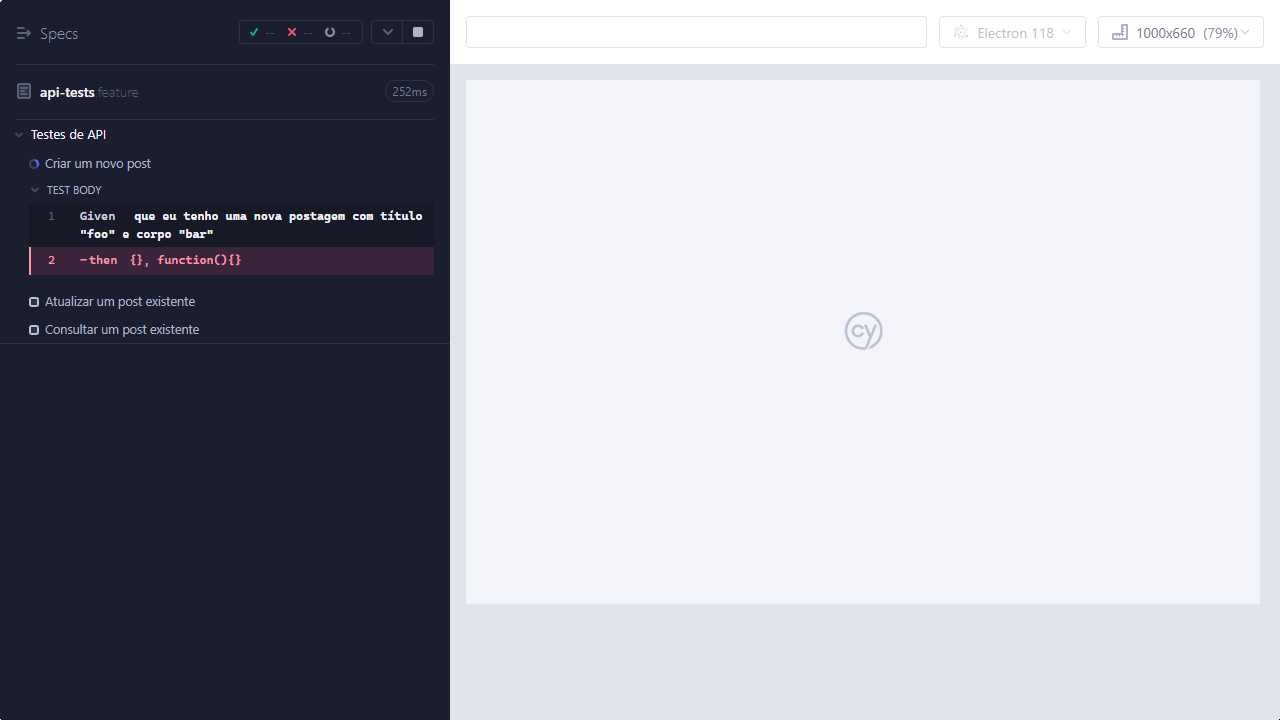 Specs
-- -- --
api-tests feature
252ms
Testes de API
Criar um novo post
TEST BODY
1 Given que eu tenho uma nova postagem com título
"foo" e corpo "bar"
2 -then {}, function(){}
Atualizar um post existente
Consultar um post existente
Electron 118
1000x660 (79%)
cy